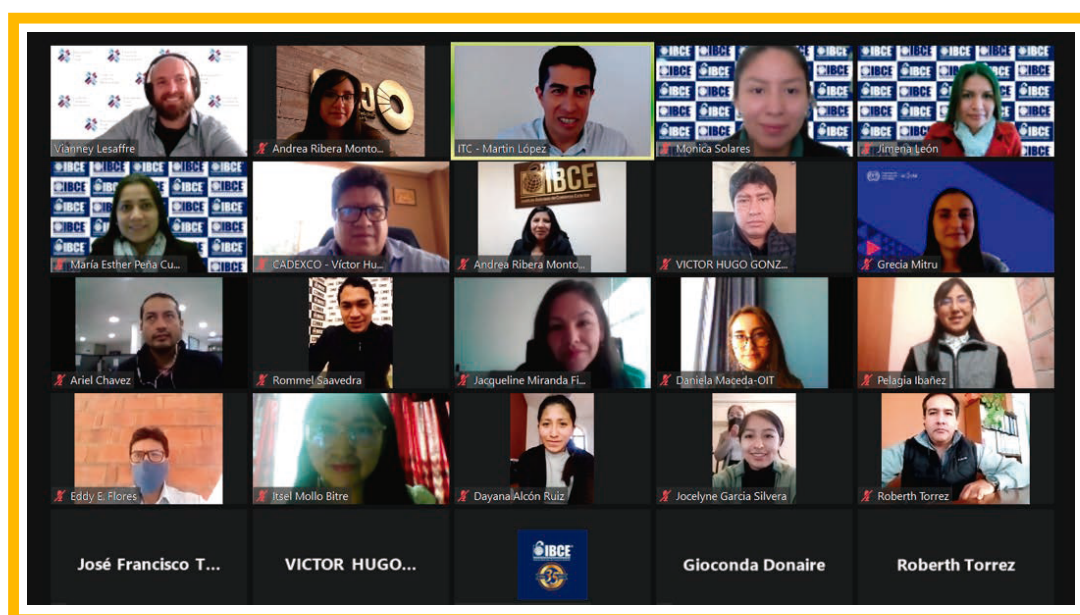 Vianney Lesaffre
Andrea Ribera Monto...
ITC - Martin López
Monica Solares
Jimena León
María Esther Peña Cu...
CADEXCO - Víctor Hu...
IBCE
Andrea Ribera Monto...
VICTOR HUGO GONZ...
Grecia Mitru
Ariel Chavez
Rommel Saavedra
Jacqueline Miranda Fi...
Daniela Maceda-OIT
Pelagia Ibañez
Eddy E. Flores
Itsel Mollo Bitre
Dayana Alcón Ruiz
Jocelyne Garcia Silvera
Roberth Torrez
José Francisco T...
VICTOR HUGO...
IBCE
35
Gioconda Donaire
Roberth Torrez